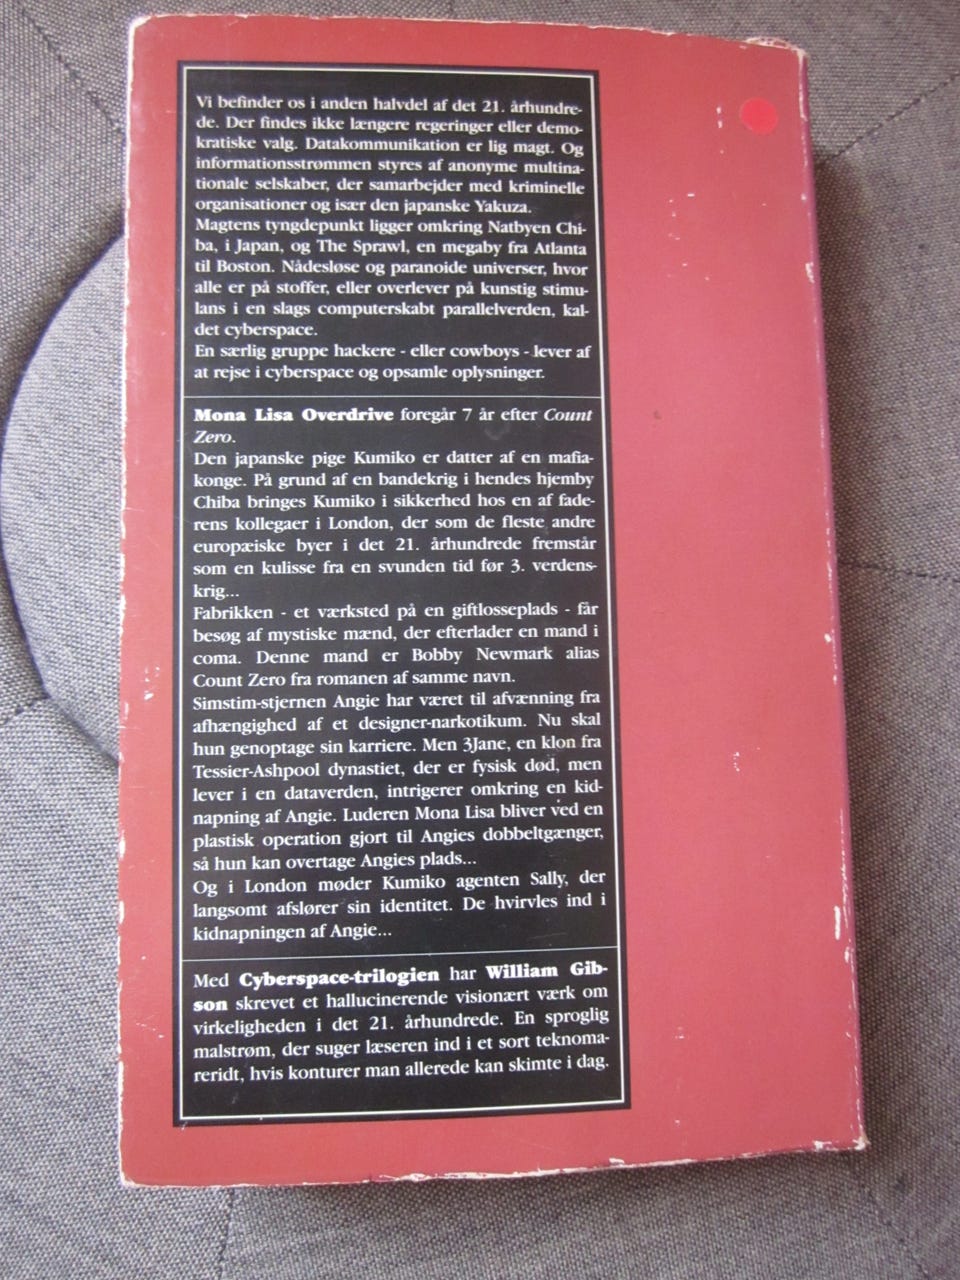 Vi befinder os i anden halvdel af det 21. århundre-
de. Der findes ikke længere regeringer eller demo-
kratiske valg. Datakommunikation er lig magt. Og
informationsstrømmen styres af anonyme multina-
tionale selskaber, der samarbejder med kriminelle
organisationer og især den japanske Yakuza.
Magtens tyngdepunkt ligger omkring Natbyen Chi-
ba, i Japan, og The Sprawl, en megaby fra Atlanta
til Boston. Nådesløse og paranoide universer, hvor
alle er på stoffer, eller overlever på kunstig stimu-
lans i en slags computerskabt parallelverden, kal-
det cyberspace.
En særlig gruppe hackere - eller cowboys - lever af
at rejse i cyberspace og opsamle oplysninger.
Mona Lisa Overdrive foregår 7 år efter Count
Zero.
Den japanske pige Kumiko er datter af en mafia-
konge. På grund af en bandekrig i hendes hjemby
Chiba bringes Kumiko i sikkerhed hos en af fade-
rens kollegaer i London, der som de fleste andre
europæiske byer i det 21. århundrede fremstår
som en kulisse fra en svunden tid før 3. verdens-
krig...
Fabrikken - et værksted på en giftlosseplads - får
besøg af mystiske mænd, der efterlader en mand i
coma. Denne mand er Bobby Newmark alias
Count Zero fra romanen af samme navn.
Simstim-stjernen Angie har været til afvænning fra
afhængighed af et designer-narkotikum. Nu skal
hun genoptage sin karriere. Men 3Jane, en klon fra
Tessier-Ashpool dynastiet, der er fysisk død, men
lever i en dataverden, intrigerer omkring en kid-
napning af Angie. Luderen Mona Lisa bliver ved en
plastisk operation gjort til Angies dobbeltgænger,
så hun kan overtage Angies plads...
Og i London møder Kumiko agenten Sally, der
langsomt afslører sin identitet. De hvirvles ind i
kidnapningen af Angie...
Med Cyberspace-trilogien har William Gib-
son skrevet et hallucinerende visionært værk om
virkeligheden i det 21. århundrede. En sproglig
malstrøm, der suger læseren ind i et sort teknoma-
reridt, hvis konturer man allerede kan skimte i dag.